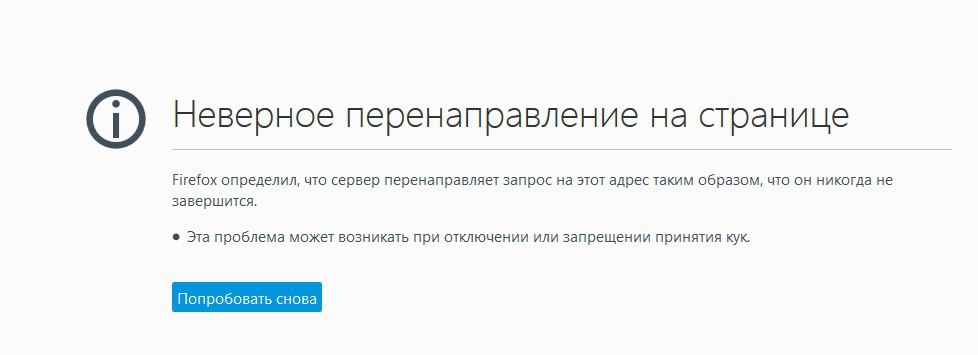 Неверное перенаправление на странице
Firefox определил, что сервер перенаправляет запрос на этот адрес таким образом, что он никогда не
завершится.
• Эта проблема может возникать при отключении или запрещении принятия кук.
Попробовать снова